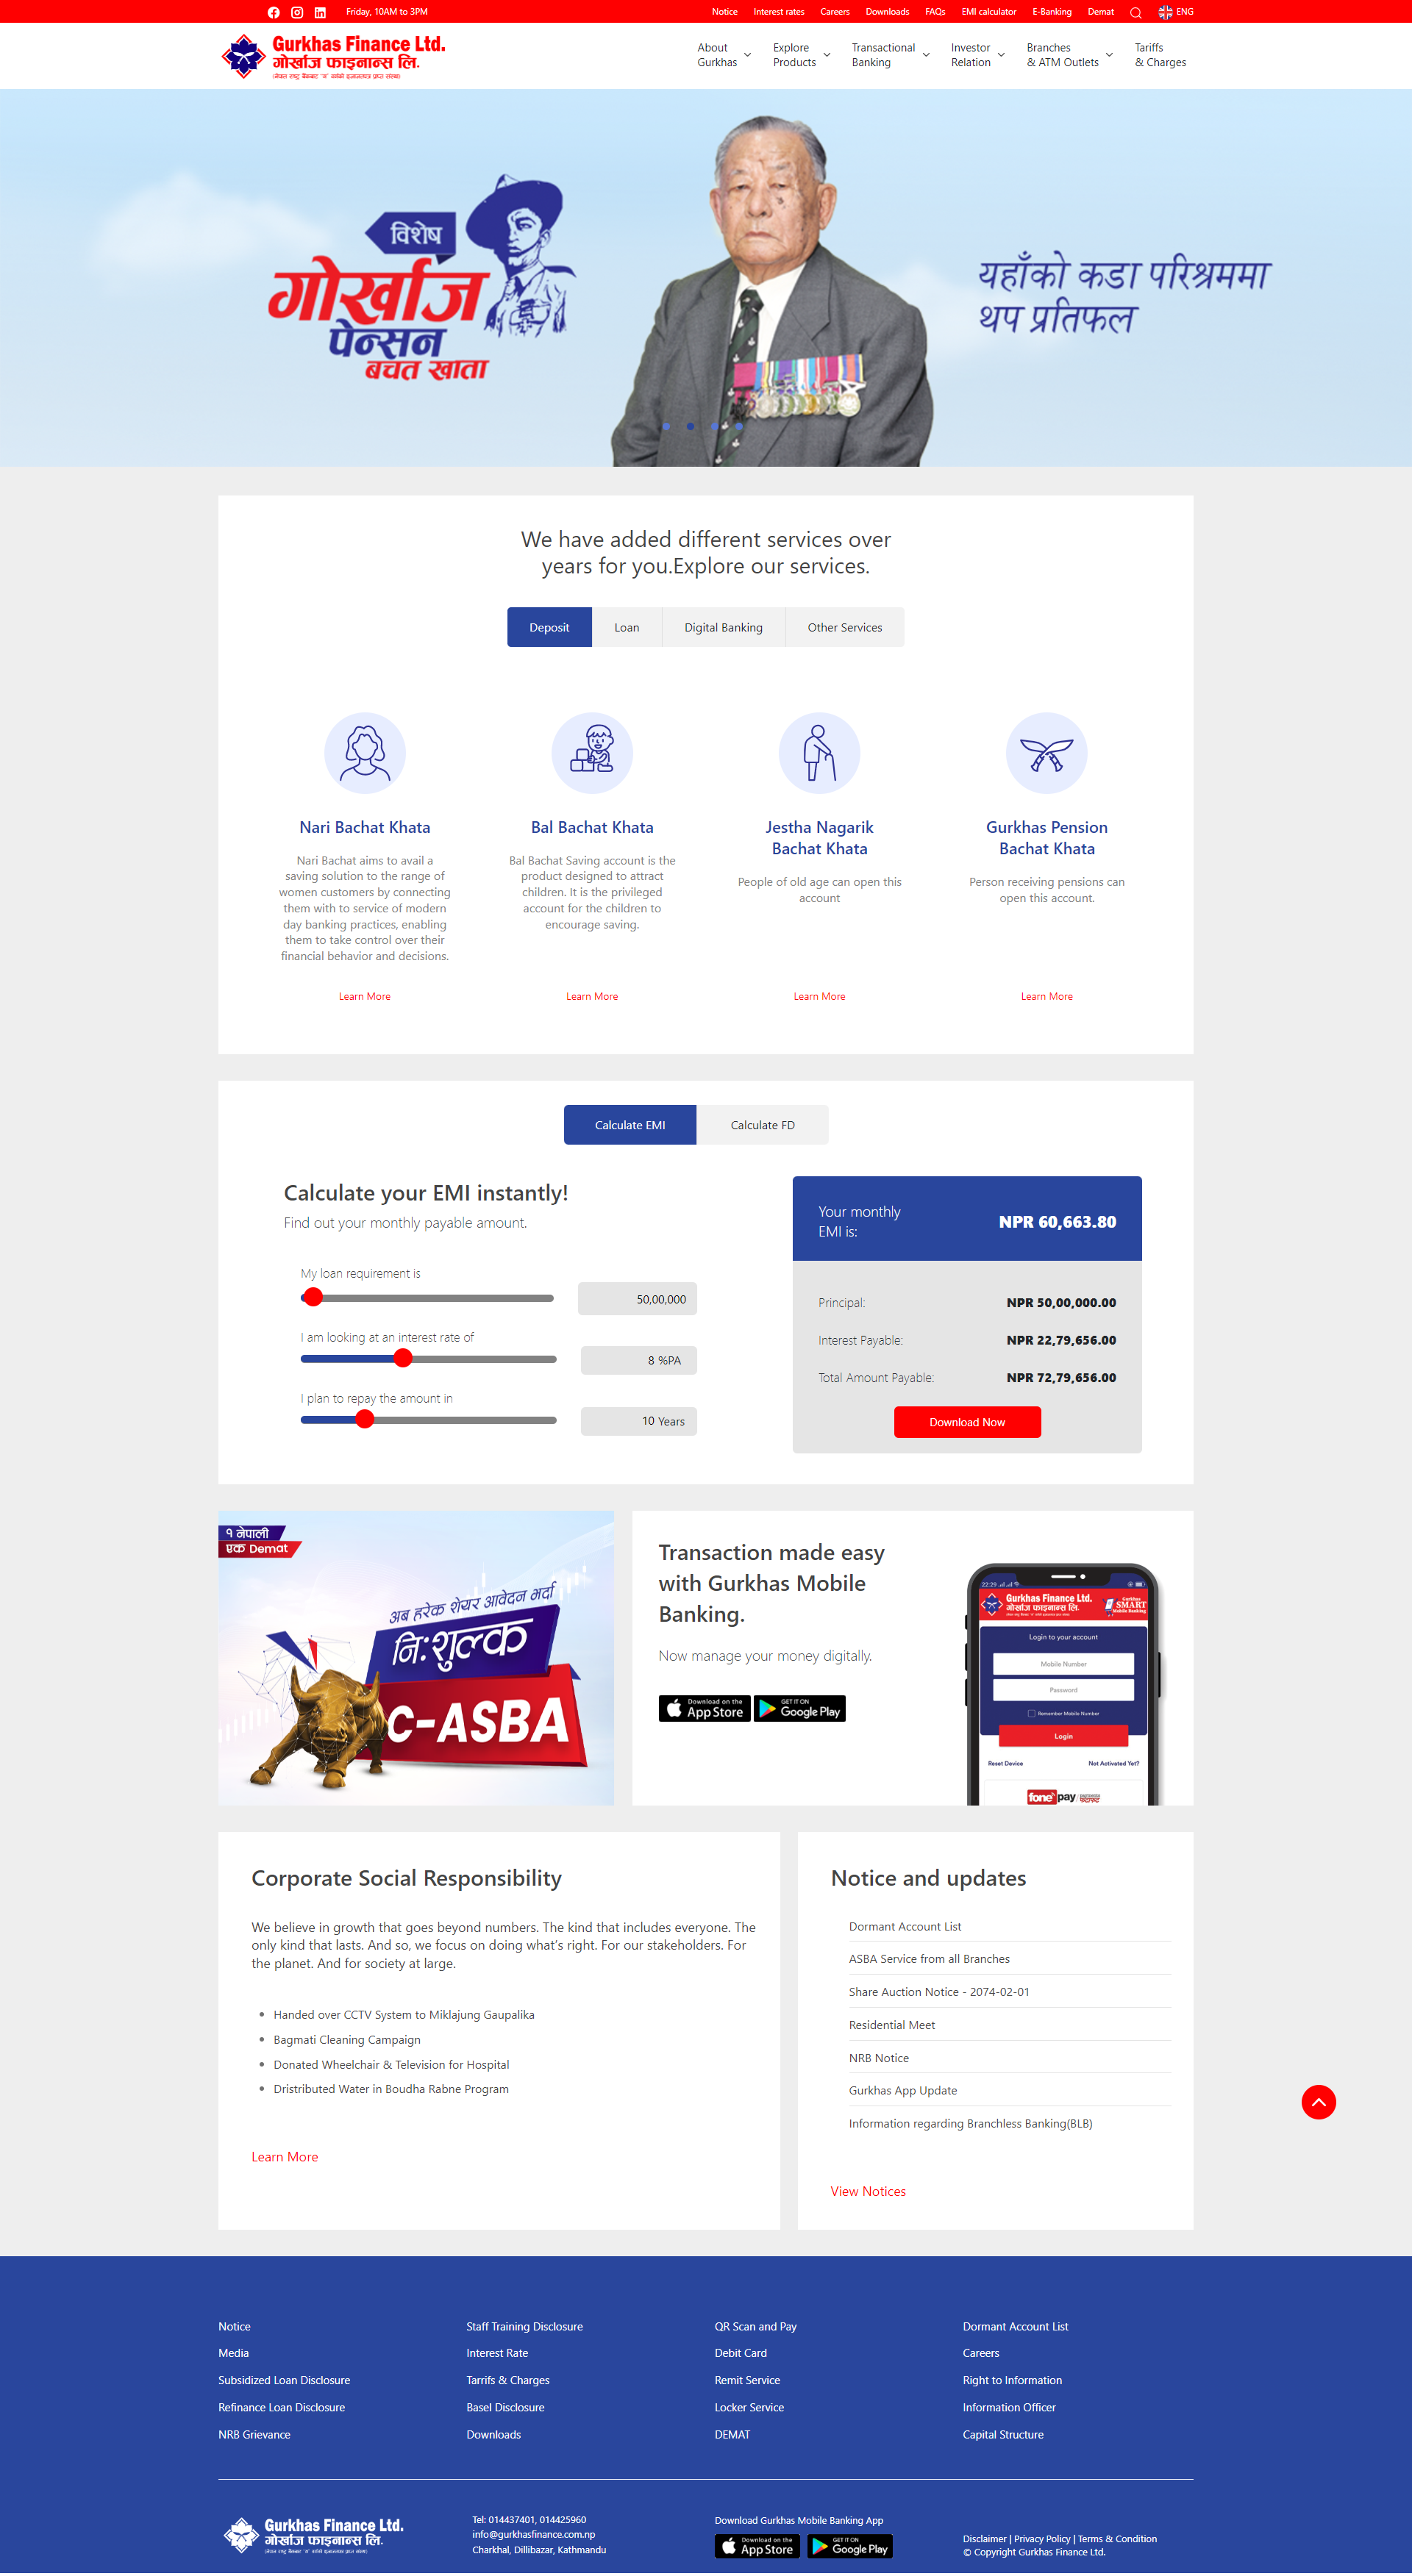 Friday, 10AM to 3PM
Notice Interest rates Careers Downloads FAQs EMI calculator E-Banking Demat ENG
Gurkhas Finance Ltd.
गोर्खाज फाइनान्स लि.
About Gurkhas
Explore Products
Transactional Banking
Investor Relation
Branches & ATM Outlets
Tariffs & Charges
विशेष
गोर्खाज
पेन्सन
बचत खाता
यहाँको कडा परिश्रममा
थप प्रतिफल
We have added different services over
years for you.Explore our services.
Deposit Loan Digital Banking Other Services
Nari Bachat Khata
Nari Bachat aims to avail a
saving solution to the range of
women customers by connecting
them with to service of modern
day banking practices, enabling
them to take control over their
financial behavior and decisions.
Learn More
Bal Bachat Khata
Bal Bachat Saving account is the
product designed to attract
children. It is the privileged
account for the children to
encourage saving.
Learn More
Jestha Nagarik
Bachat Khata
People of old age can open this
account
Learn More
Gurkhas Pension
Bachat Khata
Person receiving pensions can
open this account.
Learn More
Calculate EMI Calculate FD
Calculate your EMI instantly!
Find out your monthly payable amount.
My loan requirement is
50,00,000
I am looking at an interest rate of
8 %PA
I plan to repay the amount in
10 Years
Your monthly
EMI is:
NPR 60,663.80
Principal: NPR 50,00,000.00
Interest Payable: NPR 22,79,656.00
Total Amount Payable: NPR 72,79,656.00
Download Now
१ नेपाली
एक Demat
अब हरेक शेयर आवेदन भर्दा
नि:शुल्क
C-ASBA
Transaction made easy
with Gurkhas Mobile
Banking.
Now manage your money digitally.
Download on the App Store
GET IT ON Google Play
22:29
Gurkhas Finance Ltd.
गोर्खाज फाइनान्स लि.
Gurkhas SMART Mobile Banking
Login to your account
Mobile Number
Password
Remember Mobile Number
Login
Reset Device Not Activated Yet?
fonepay
Corporate Social Responsibility
We believe in growth that goes beyond numbers. The kind that includes everyone. The
only kind that lasts. And so, we focus on doing what's right. For our stakeholders. For
the planet. And for society at large.
Handed over CCTV System to Miklajung Gaupalika
Bagmati Cleaning Campaign
Donated Wheelchair & Television for Hospital
Dristributed Water in Boudha Rabne Program
Learn More
Notice and updates
Dormant Account List
ASBA Service from all Branches
Share Auction Notice - 2074-02-01
Residential Meet
NRB Notice
Gurkhas App Update
Information regarding Branchless Banking(BLB)
View Notices
Notice
Media
Subsidized Loan Disclosure
Refinance Loan Disclosure
NRB Grievance
Staff Training Disclosure
Interest Rate
Tarrifs & Charges
Basel Disclosure
Downloads
QR Scan and Pay
Debit Card
Remit Service
Locker Service
DEMAT
Dormant Account List
Careers
Right to Information
Information Officer
Capital Structure
Gurkhas Finance Ltd.
गोर्खाज फाइनान्स लि.
Tel: 014437401, 014425960
info@gurkhasfinance.com.np
Charkhal, Dillibazar, Kathmandu
Download Gurkhas Mobile Banking App
Download on the App Store
GET IT ON Google Play
Disclaimer | Privacy Policy | Terms & Condition
© Copyright Gurkhas Finance Ltd.